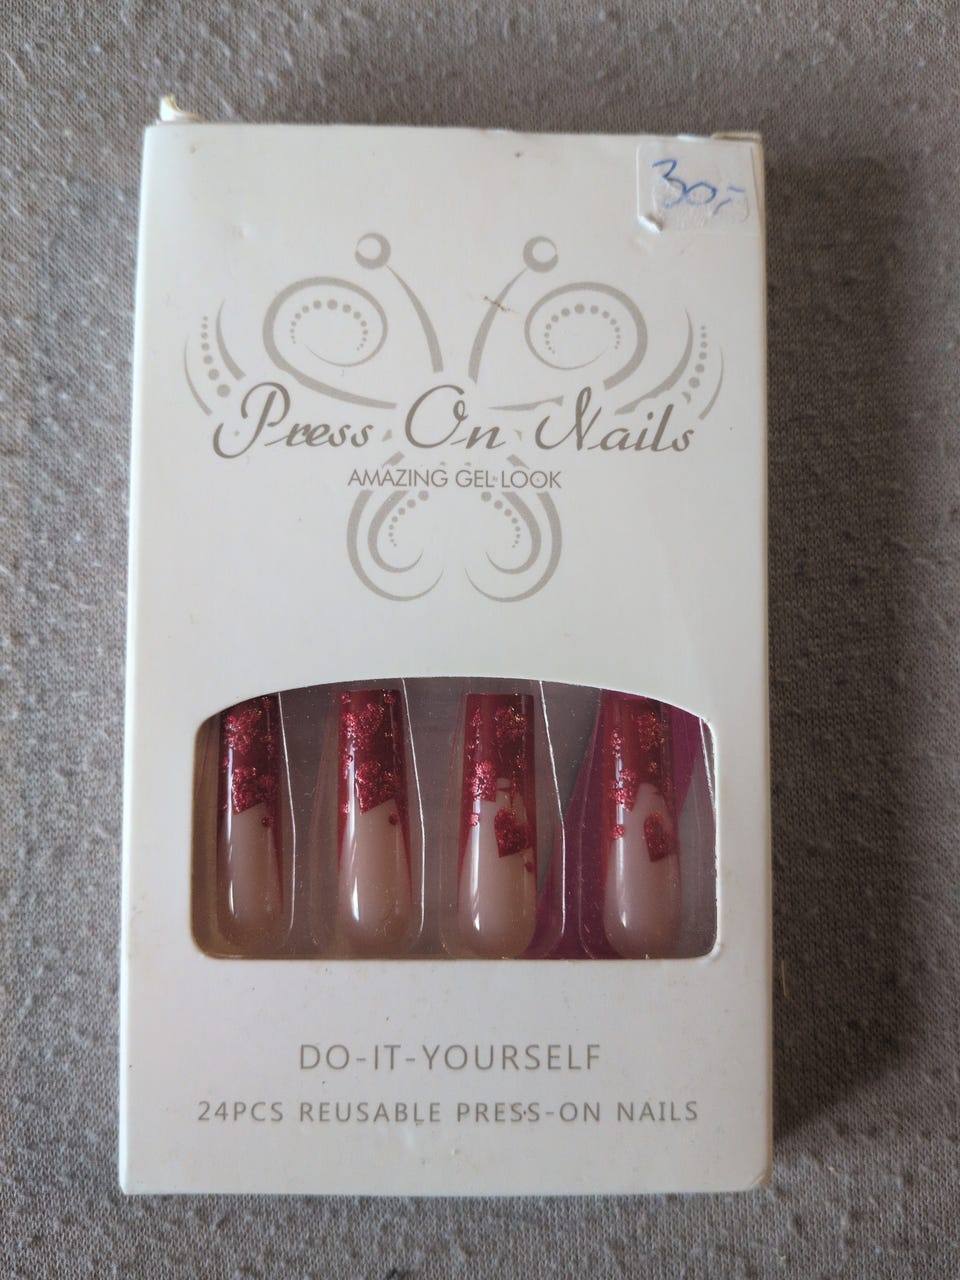 30,-
Press On Nails
AMAZING GEL LOOK
DO-IT-YOURSELF
24PCS REUSABLE PRESS-ON NAILS